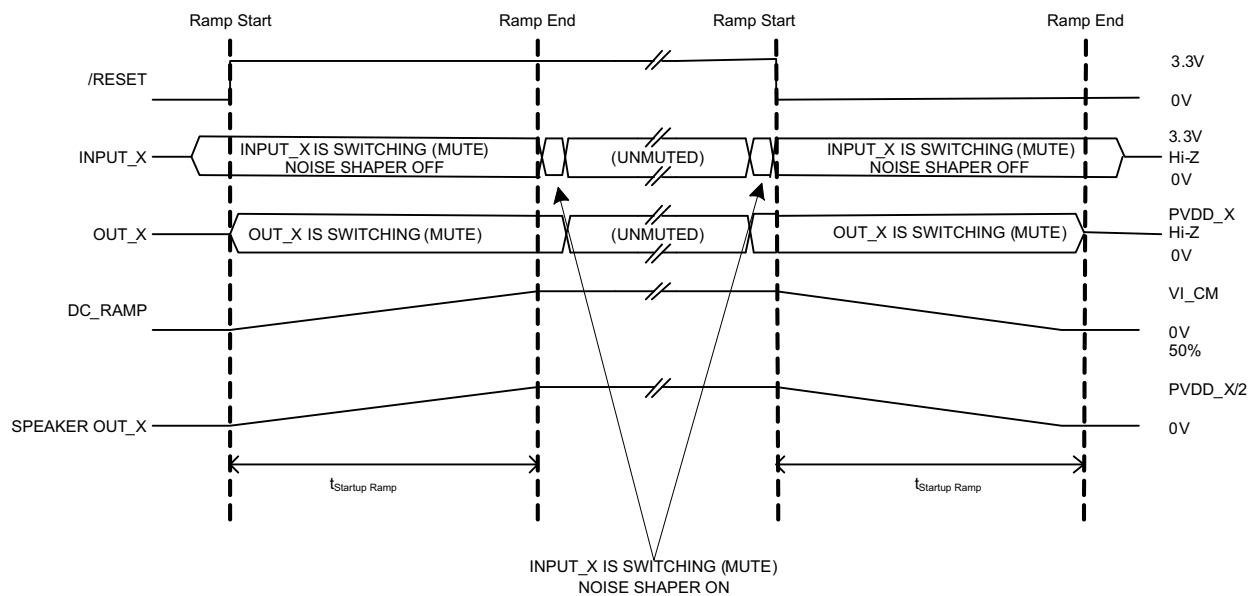 Ramp Start
Ramp End
Ramp Start
Ramp End
/RESET
3.3V
0V
INPUT_X
INPUT_X IS SWITCHING (MUTE)
NOISE SHAPER OFF
(UNMUTED)
INPUT_X IS SWITCHING (MUTE)
NOISE SHAPER OFF
3.3V
Hi-Z
0V
OUT_X
OUT_X IS SWITCHING (MUTE)
(UNMUTED)
OUT_X IS SWITCHING (MUTE)
PVDD_X
Hi-Z
0V
DC_RAMP
VI_CM
0V
50%
SPEAKER OUT_X
PVDD_X/2
0V
tStartup Ramp
tStartup Ramp
INPUT_X IS SWITCHING (MUTE)
NOISE SHAPER ON